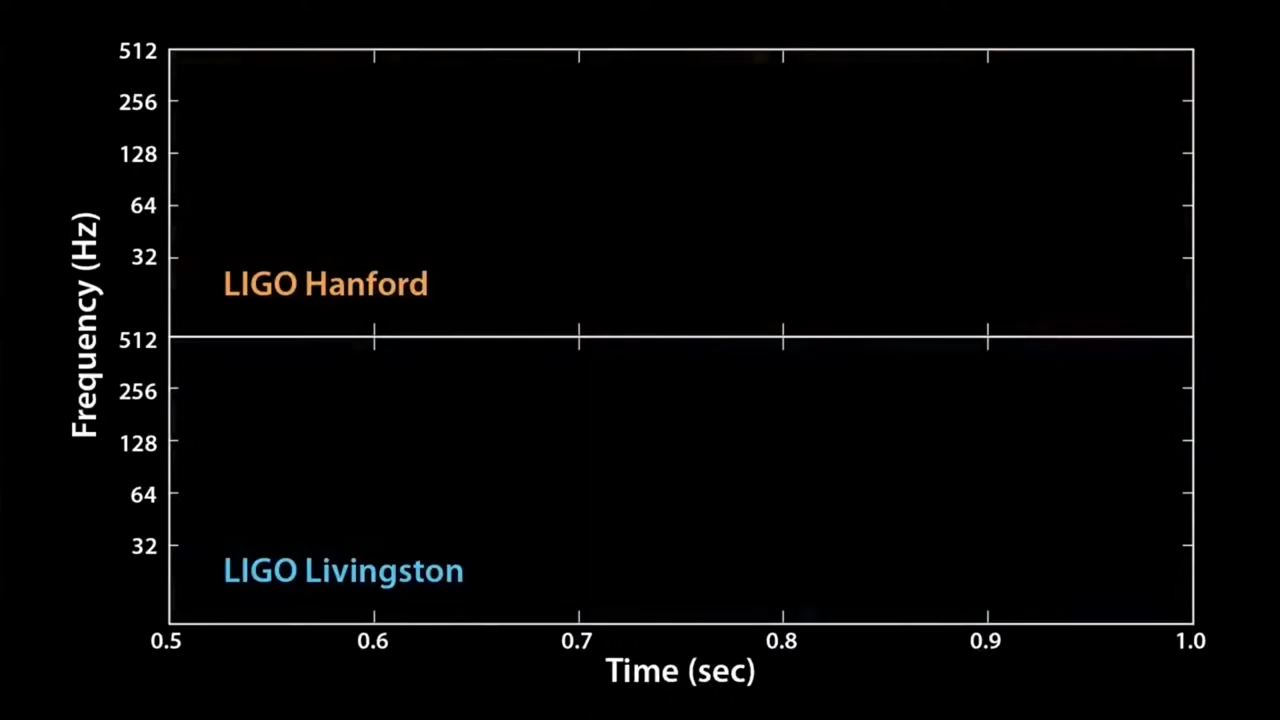 512
256
128
64
32
LIGO Hanford
Frequency (Hz)
512
256
128
64
32
LIGO Livingston
0.5 0.6 0.7 0.8 0.9 1.0
Time (sec)